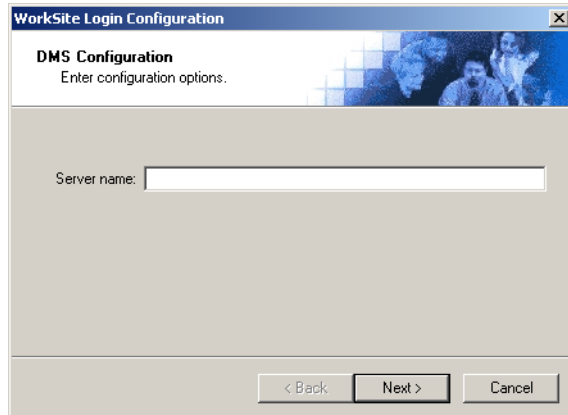 WorkSite Login Configuration
DMS Configuration
Enter configuration options.
Server name:
< Back
Next >
Cancel